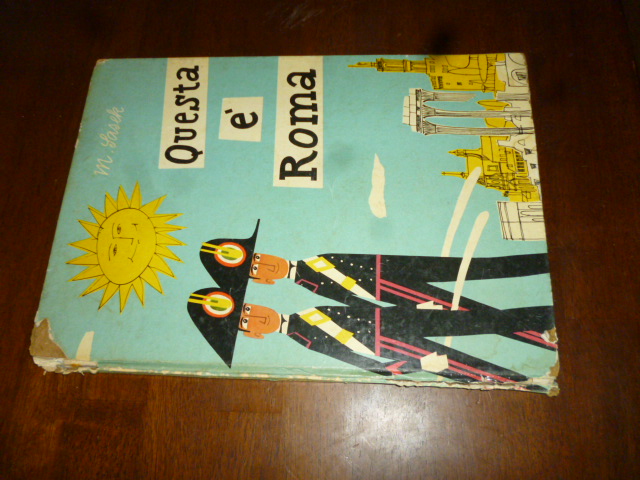 M Sasek
Questa
è
Roma